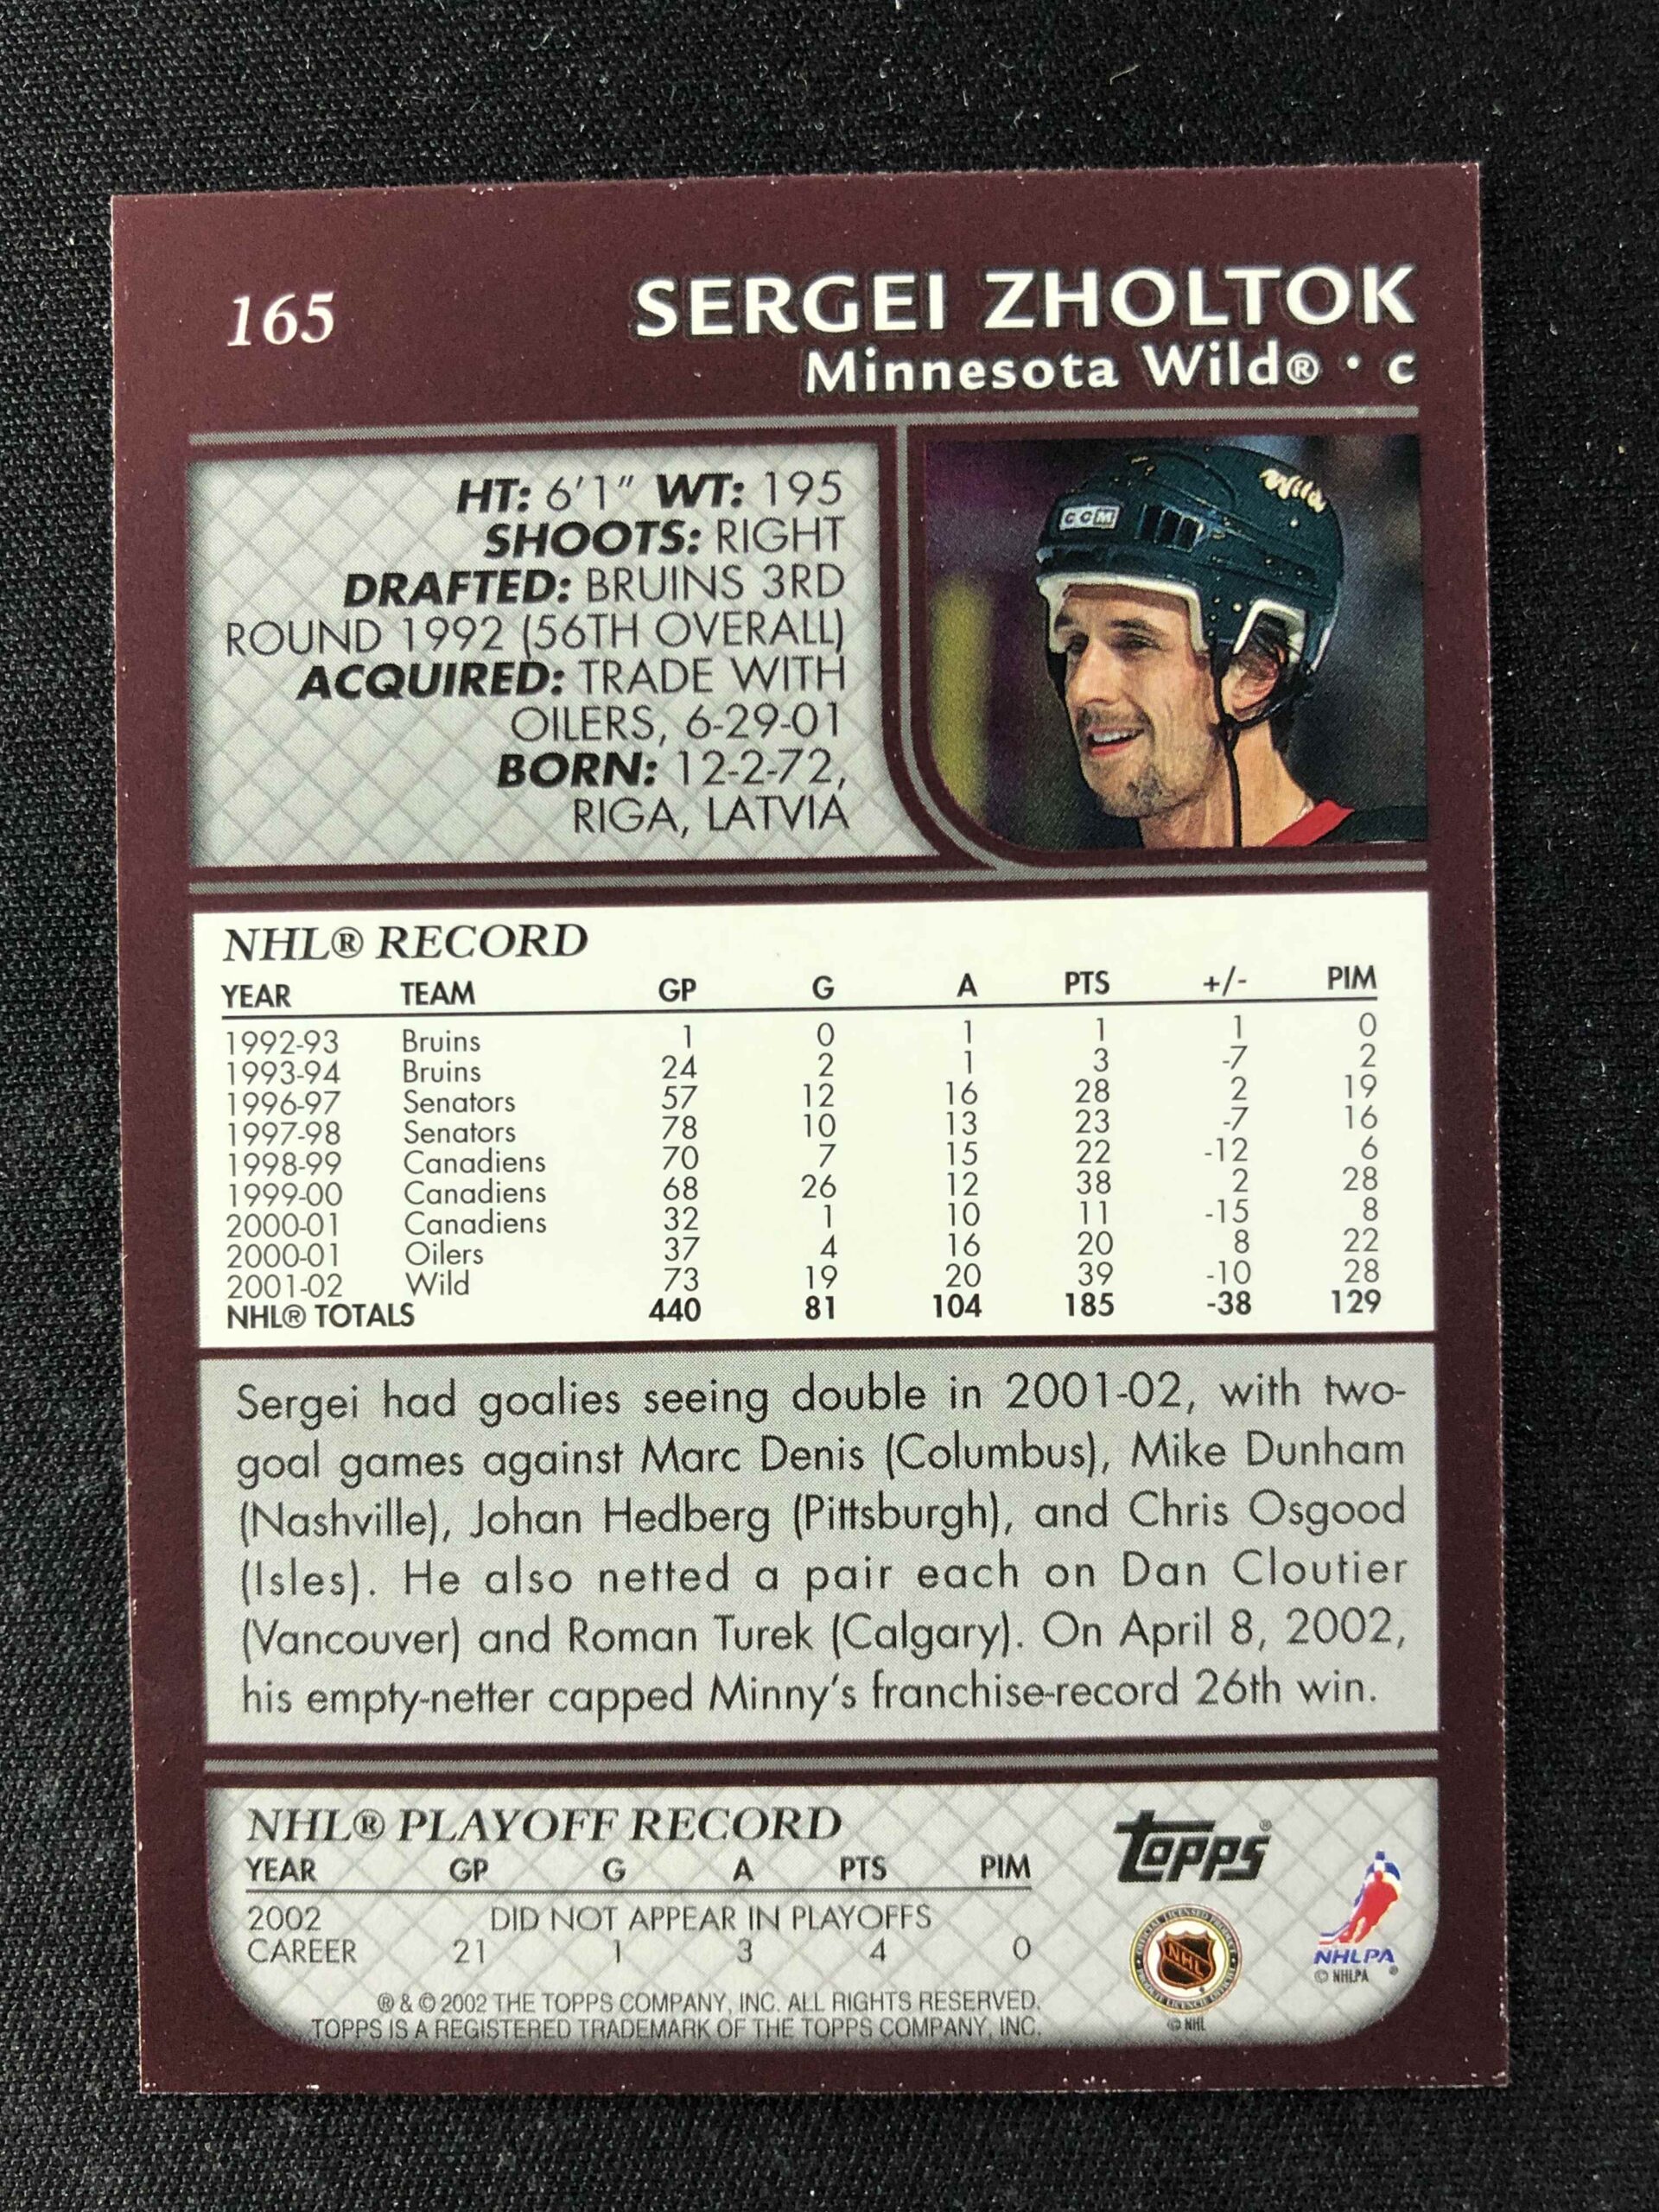 165
SERGEI ZHOLTOK
Minnesota Wild® • C
HT: 6'1" WT: 195
SHOOTS: RIGHT
DRAFTED: BRUINS 3RD
ROUND 1992 (56TH OVERALL)
ACQUIRED: TRADE WITH
OILERS, 6-29-01
BORN: 12-2-72,
RIGA, LATVIA
CCM
Wild
NHL® RECORD
YEAR TEAM GP G A PTS +/- PIM
1992-93 Bruins 1 0 1 1 1 0
1993-94 Bruins 24 2 1 3 -7 2
1996-97 Senators 57 12 16 28 2 19
1997-98 Senators 78 10 13 23 -7 16
1998-99 Canadiens 70 7 15 22 -12 6
1999-00 Canadiens 68 26 12 38 2 28
2000-01 Canadiens 32 1 10 11 -15 8
2000-01 Oilers 37 4 16 20 8 22
2001-02 Wild 73 19 20 39 -10 28
NHL® TOTALS 440 81 104 185 -38 129
Sergei had goalies seeing double in 2001-02, with two-
goal games against Marc Denis (Columbus), Mike Dunham
(Nashville), Johan Hedberg (Pittsburgh), and Chris Osgood
(Isles). He also netted a pair each on Dan Cloutier
(Vancouver) and Roman Turek (Calgary). On April 8, 2002,
his empty-netter capped Minny's franchise-record 26th win.
NHL® PLAYOFF RECORD
YEAR GP G A PTS PIM
2002 DID NOT APPEAR IN PLAYOFFS
CAREER 21 1 3 4 0
® & © 2002 THE TOPPS COMPANY, INC. ALL RIGHTS RESERVED.
TOPPS IS A REGISTERED TRADEMARK OF THE TOPPS COMPANY, INC.
Topps®
OFFICIAL LICENSED PRODUCT
NHL
PRODUIT LICENCIÉ OFFICIEL
© NHL
NHLPA®
© NHLPA